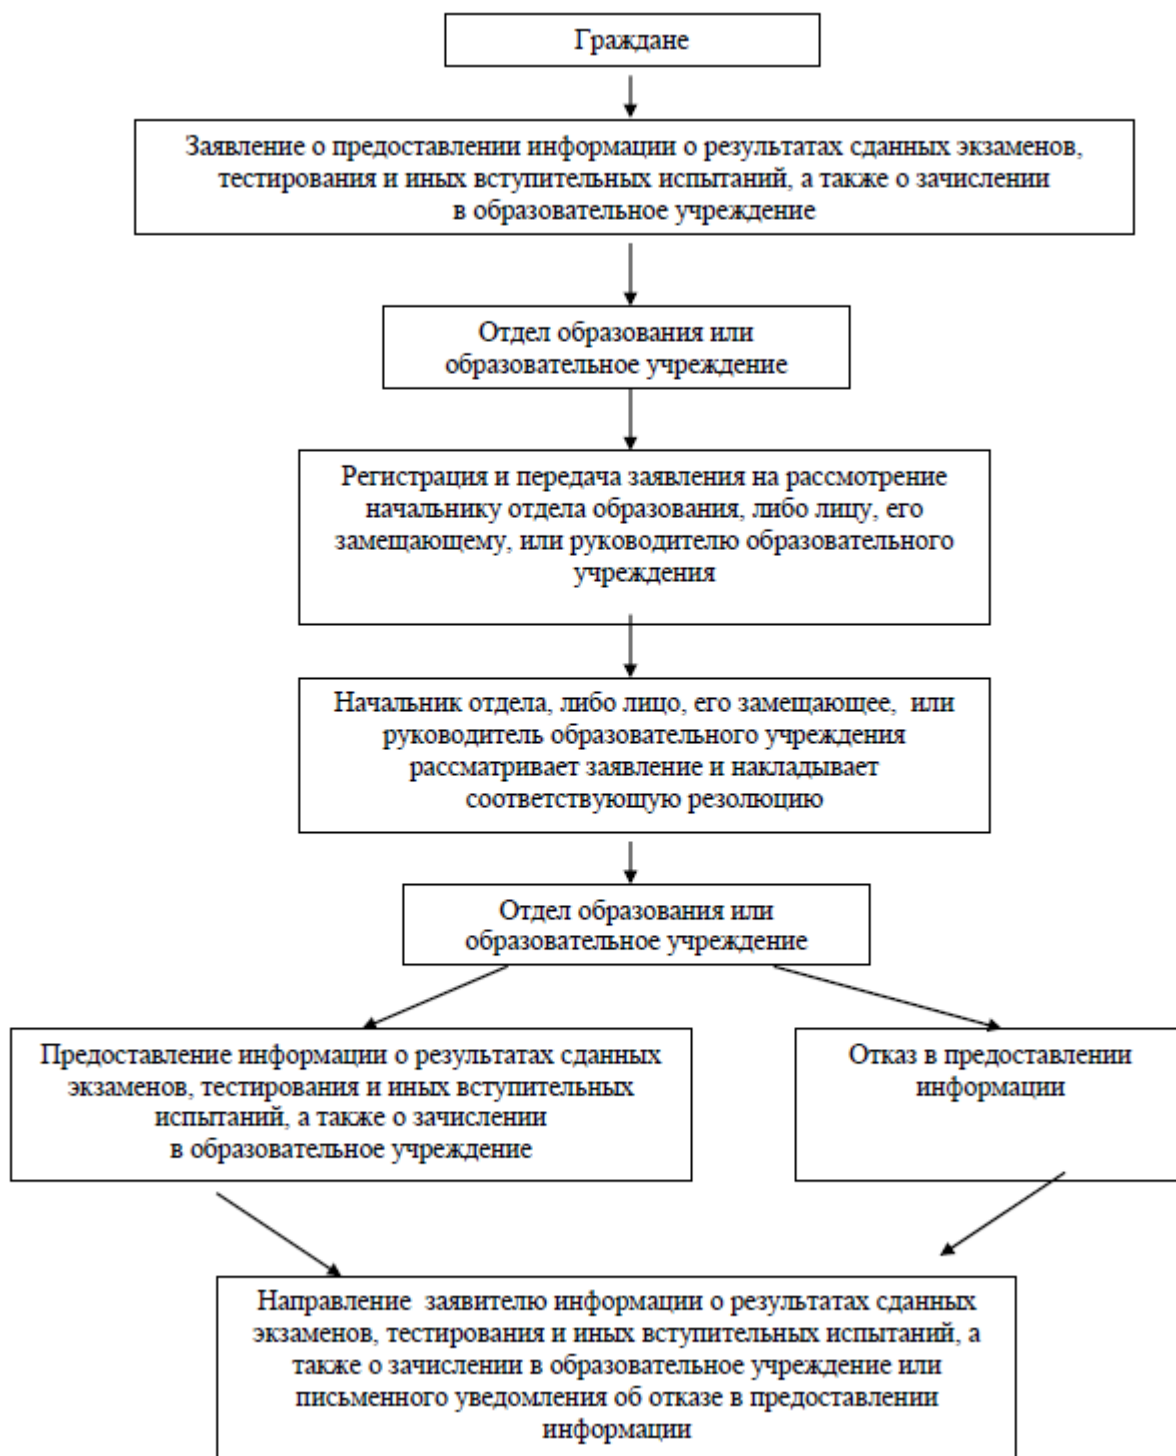 Граждане
Заявление о предоставлении информации о результатах сданных экзаменов,
тестирования и иных вступительных испытаний, а также о зачислении
в образовательное учреждение
Отдел образования или
образовательное учреждение
Регистрация и передача заявления на рассмотрение
начальнику отдела образования, либо лицу, его
замещающему, или руководителю образовательного
учреждения
Начальник отдела, либо лицо, его замещающее, или
руководитель образовательного учреждения
рассматривает заявление и накладывает
соответствующую резолюцию
Отдел образования или
образовательное учреждение
Предоставление информации о результатах сданных
экзаменов, тестирования и иных вступительных
испытаний, а также о зачислении
в образовательное учреждение
Отказ в предоставлении
информации
Направление заявителю информации о результатах сданных
экзаменов, тестирования и иных вступительных испытаний, а
также о зачислении в образовательное учреждение или
письменного уведомления об отказе в предоставлении
информации